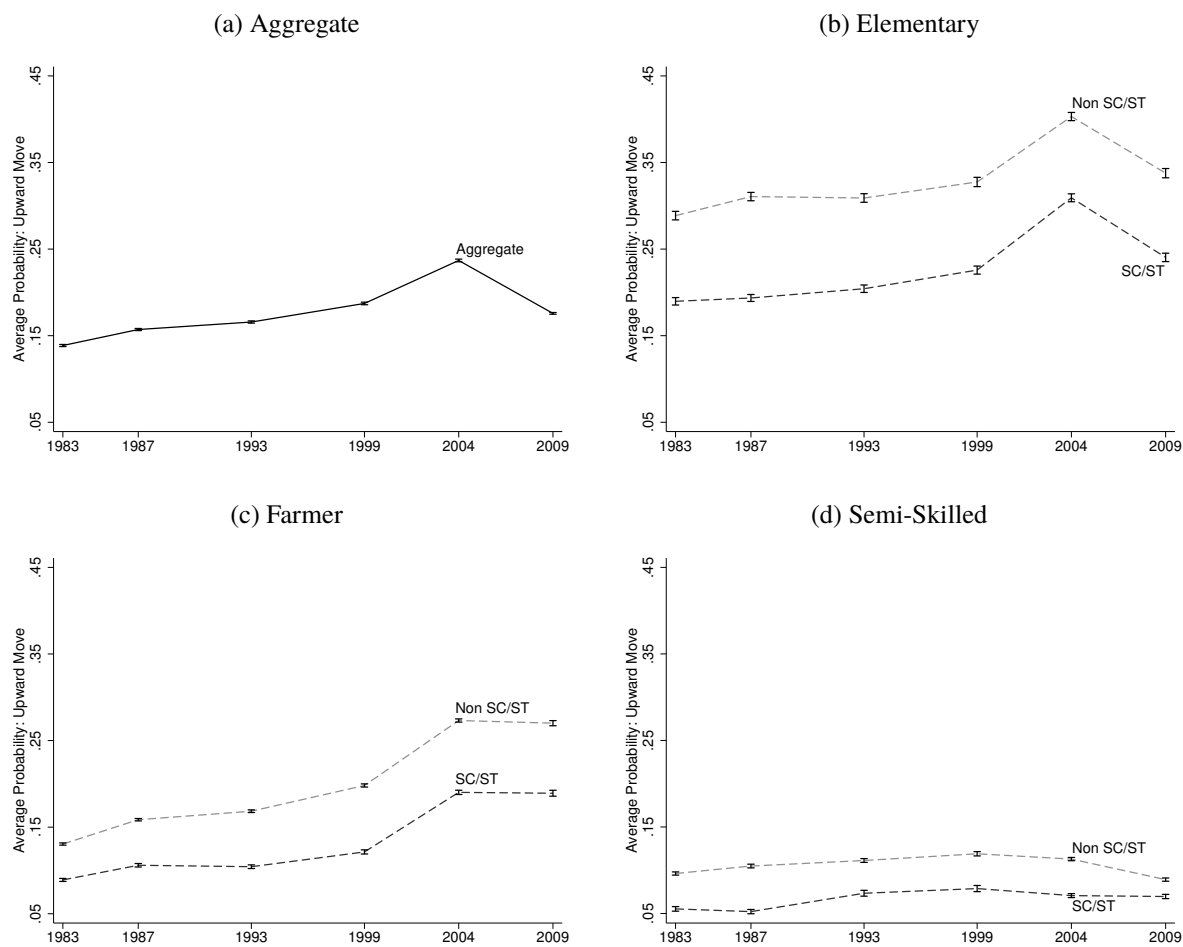 (a) Aggregate
Average Probability: Upward Move
.45
.35
.25
.15
.05
Aggregate
1983 1987 1993 1999 2004 2009
(b) Elementary
Average Probability: Upward Move
.45
.35
.25
.15
.05
Non SC/ST
SC/ST
1983 1987 1993 1999 2004 2009
(c) Farmer
Average Probability: Upward Move
.45
.35
.25
.15
.05
Non SC/ST
SC/ST
1983 1987 1993 1999 2004 2009
(d) Semi-Skilled
Average Probability: Upward Move
.45
.35
.25
.15
.05
Non SC/ST
SC/ST
1983 1987 1993 1999 2004 2009